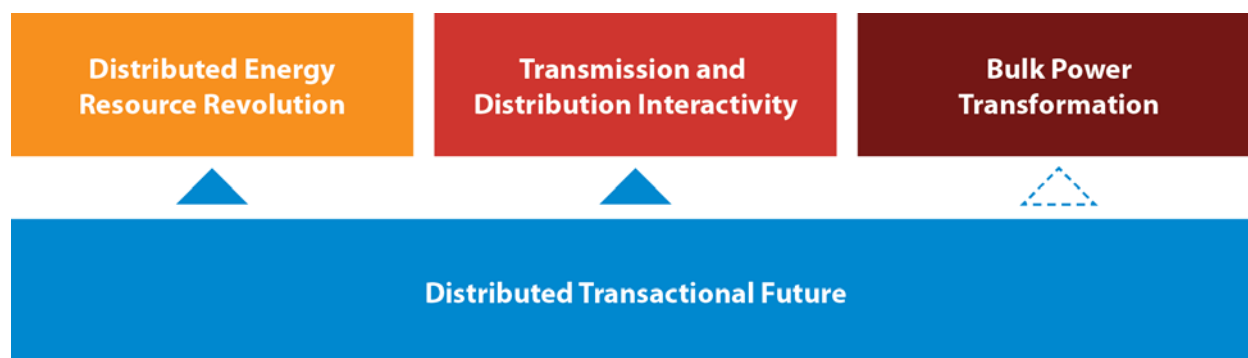 Distributed Energy
Resource Revolution
Transmission and
Distribution Interactivity
Bulk Power
Transformation
Distributed Transactional Future